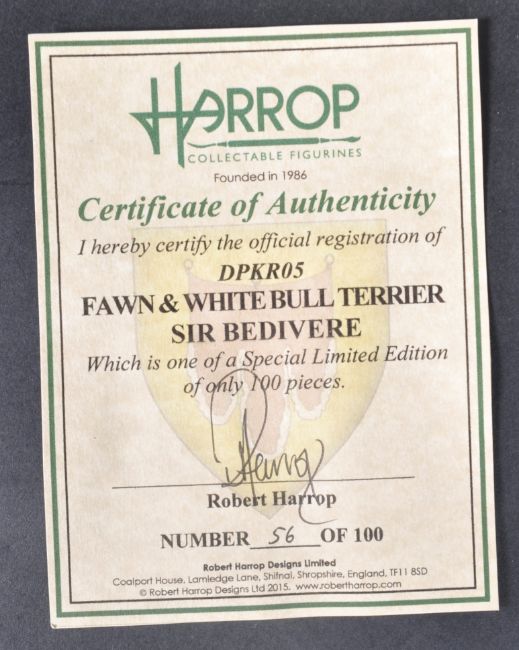 HARROP
COLLECTABLE FIGURINES
Founded in 1986
Certificate of Authenticity
I hereby certify the official registration of
DPKR05
FAWN & WHITE BULL TERRIER
SIR BEDIVERE
Which is one of a Special Limited Edition
of only 100 pieces.
R Harrop
Robert Harrop
NUMBER 56 OF 100
Robert Harrop Designs Limited
Coalport House, Lamledge Lane, Shifnal, Shropshire, England, TF11 8SD
© Robert Harrop Designs Ltd 2015. www.robertharrop.com